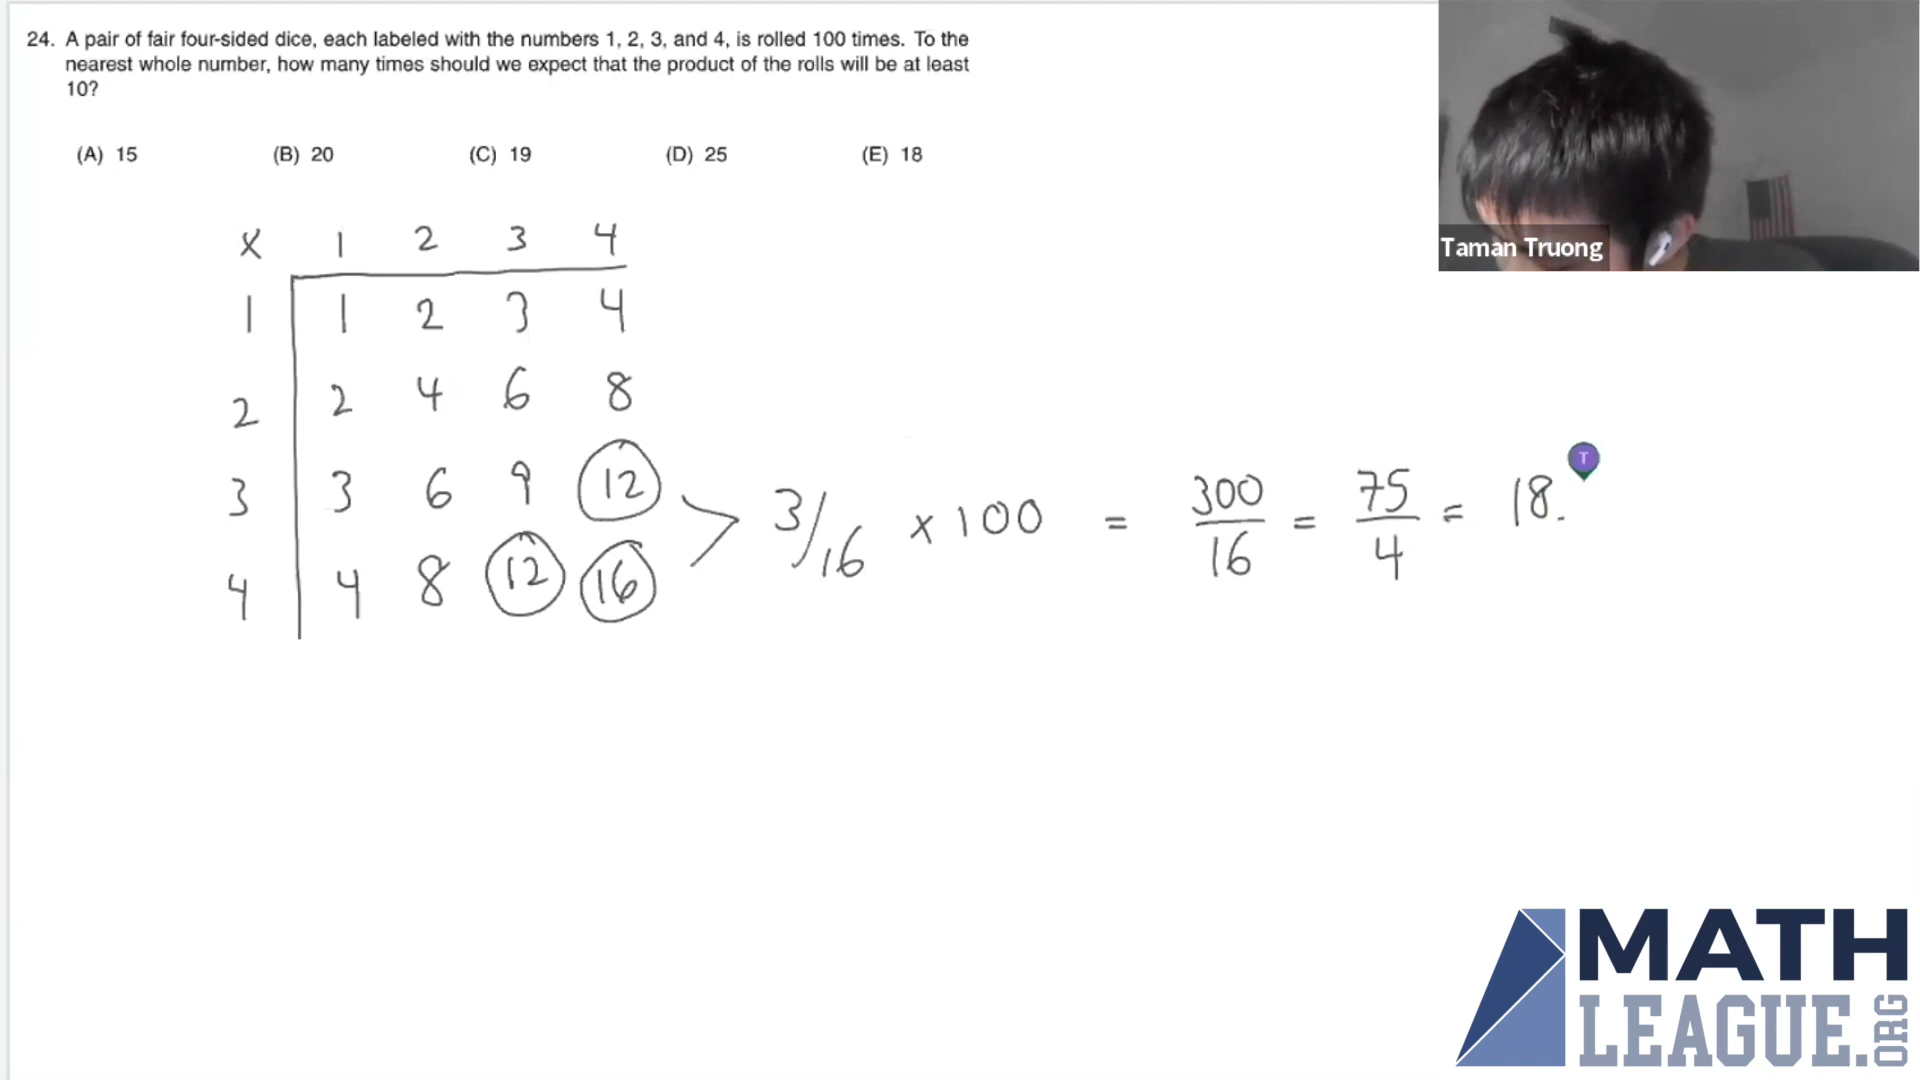 24. A pair of fair four-sided dice, each labeled with the numbers 1, 2, 3, and 4, is rolled 100 times. To the
nearest whole number, how many times should we expect that the product of the rolls will be at least
10?
(A) 15 (B) 20 (C) 19 (D) 25 (E) 18
Taman Truong
x 1 2 3 4
1 1 2 3 4
2 2 4 6 8
3 3 6 9 12
4 4 8 12 16
> 3/16 x 100 = 300/16 = 75/4 = 18.
T
MATH
LEAGUE.ORG